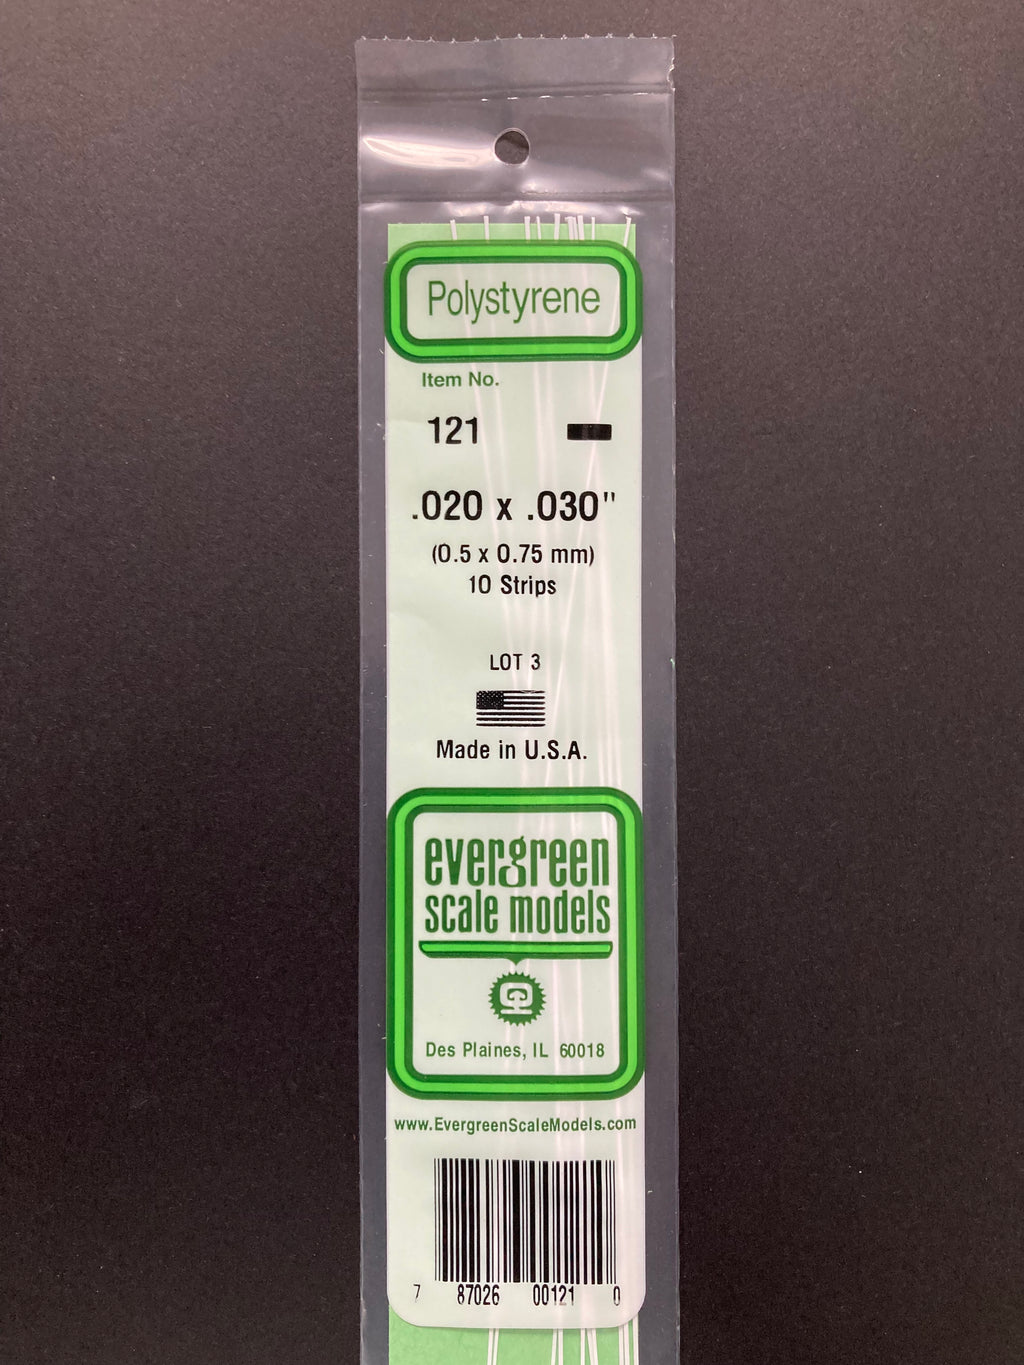 Polystyrene
Item No.
121
.020 x .030"
(0.5 x 0.75 mm)
10 Strips
LOT 3
Made in U.S.A.
evergreen
scale models
Des Plaines, IL 60018
www.EvergreenScaleModels.com
7 87026 00121 0